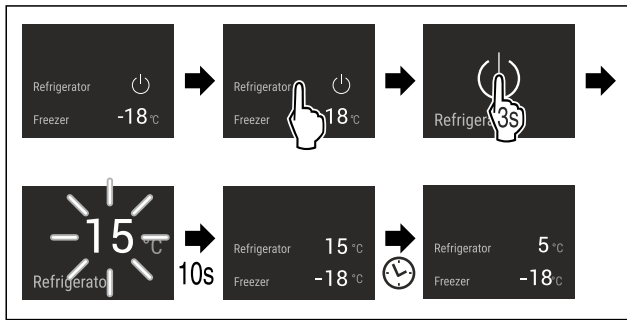 Refrigerator
Freezer -18 °C
Refrigerator
Freezer 18 °C
3s
Refriger
15 °C
Refrigerato
10s
Refrigerator 15 °C
Freezer -18 °C
Refrigerator 5 °C
Freezer -18 °C